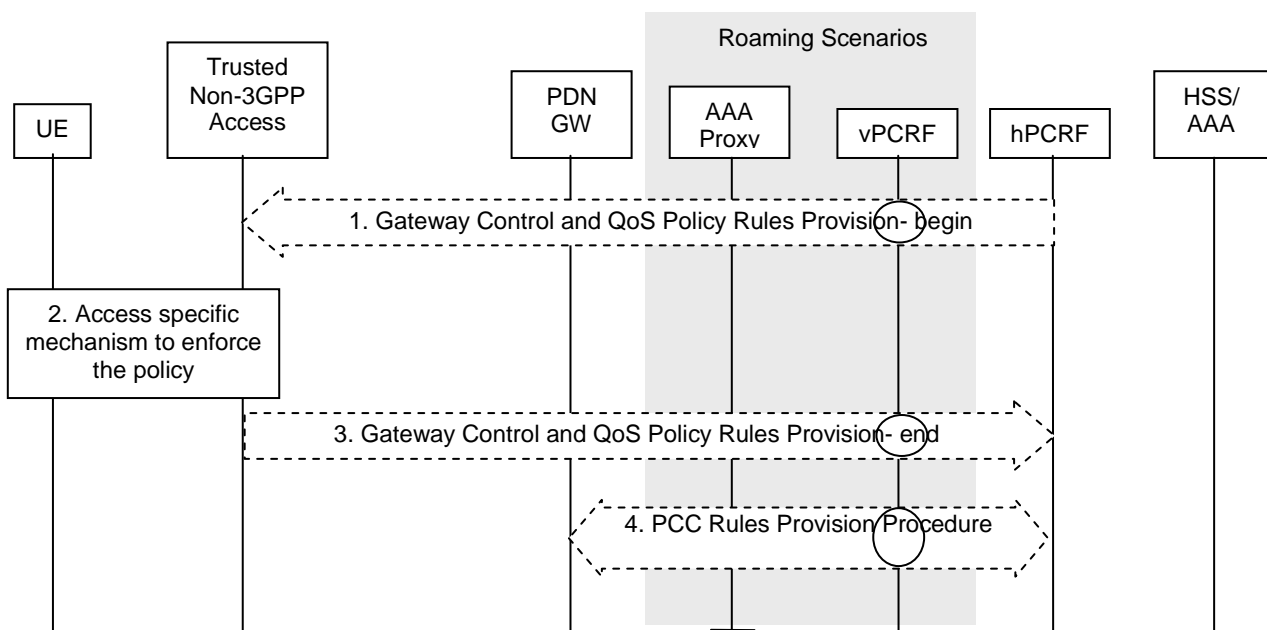 Roaming Scenarios
UE
Trusted
Non-3GPP
Access
PDN
GW
AAA
Proxy
vPCRF
hPCRF
HSS/
AAA
1. Gateway Control and QoS Policy Rules Provision- begin
2. Access specific
mechanism to enforce
the policy
3. Gateway Control and QoS Policy Rules Provision- end
4. PCC Rules Provision Procedure